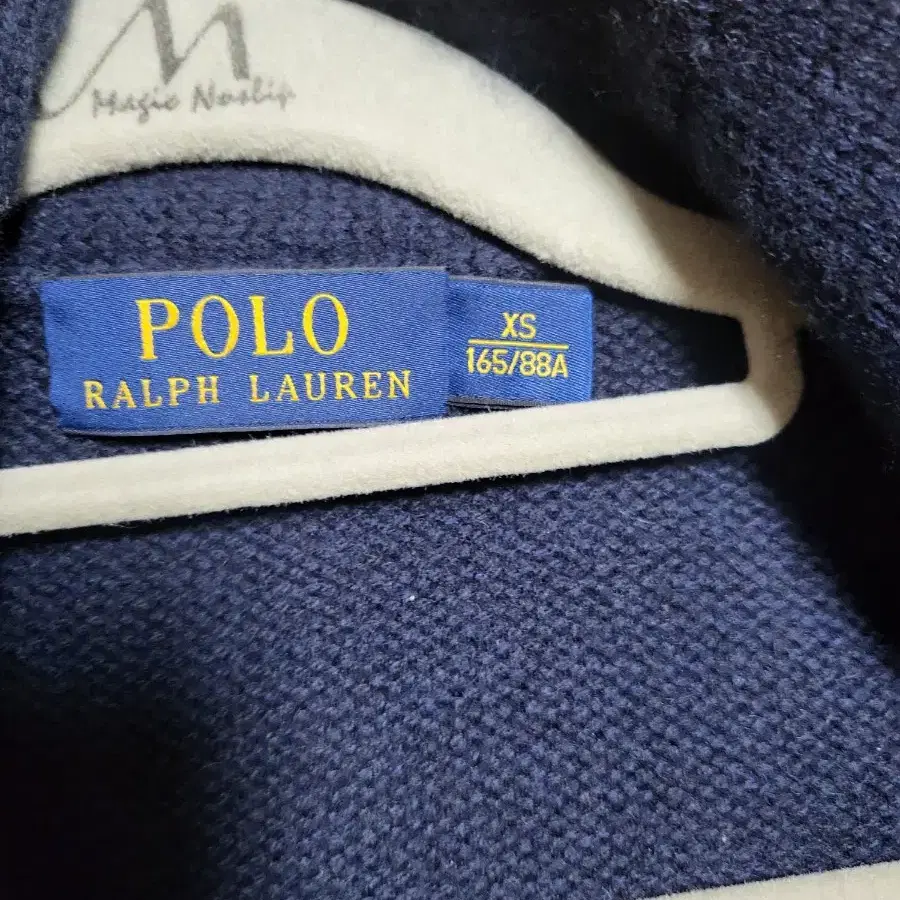 M
Magic Noslip
POLO
RALPH LAUREN
XS
165/88A